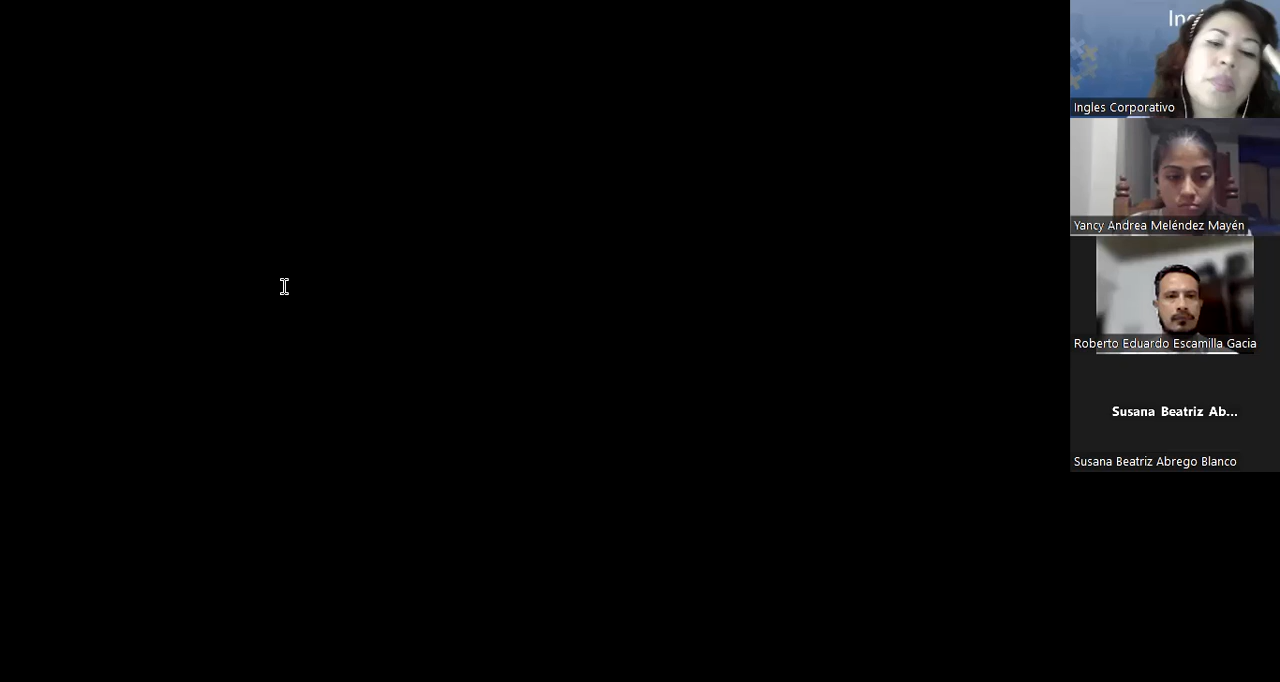 Ingles Corporativo
Yancy Andrea Meléndez Mayén
Roberto Eduardo Escamilla Gacia
Susana Beatriz Ab...
Susana Beatriz Abrego Blanco